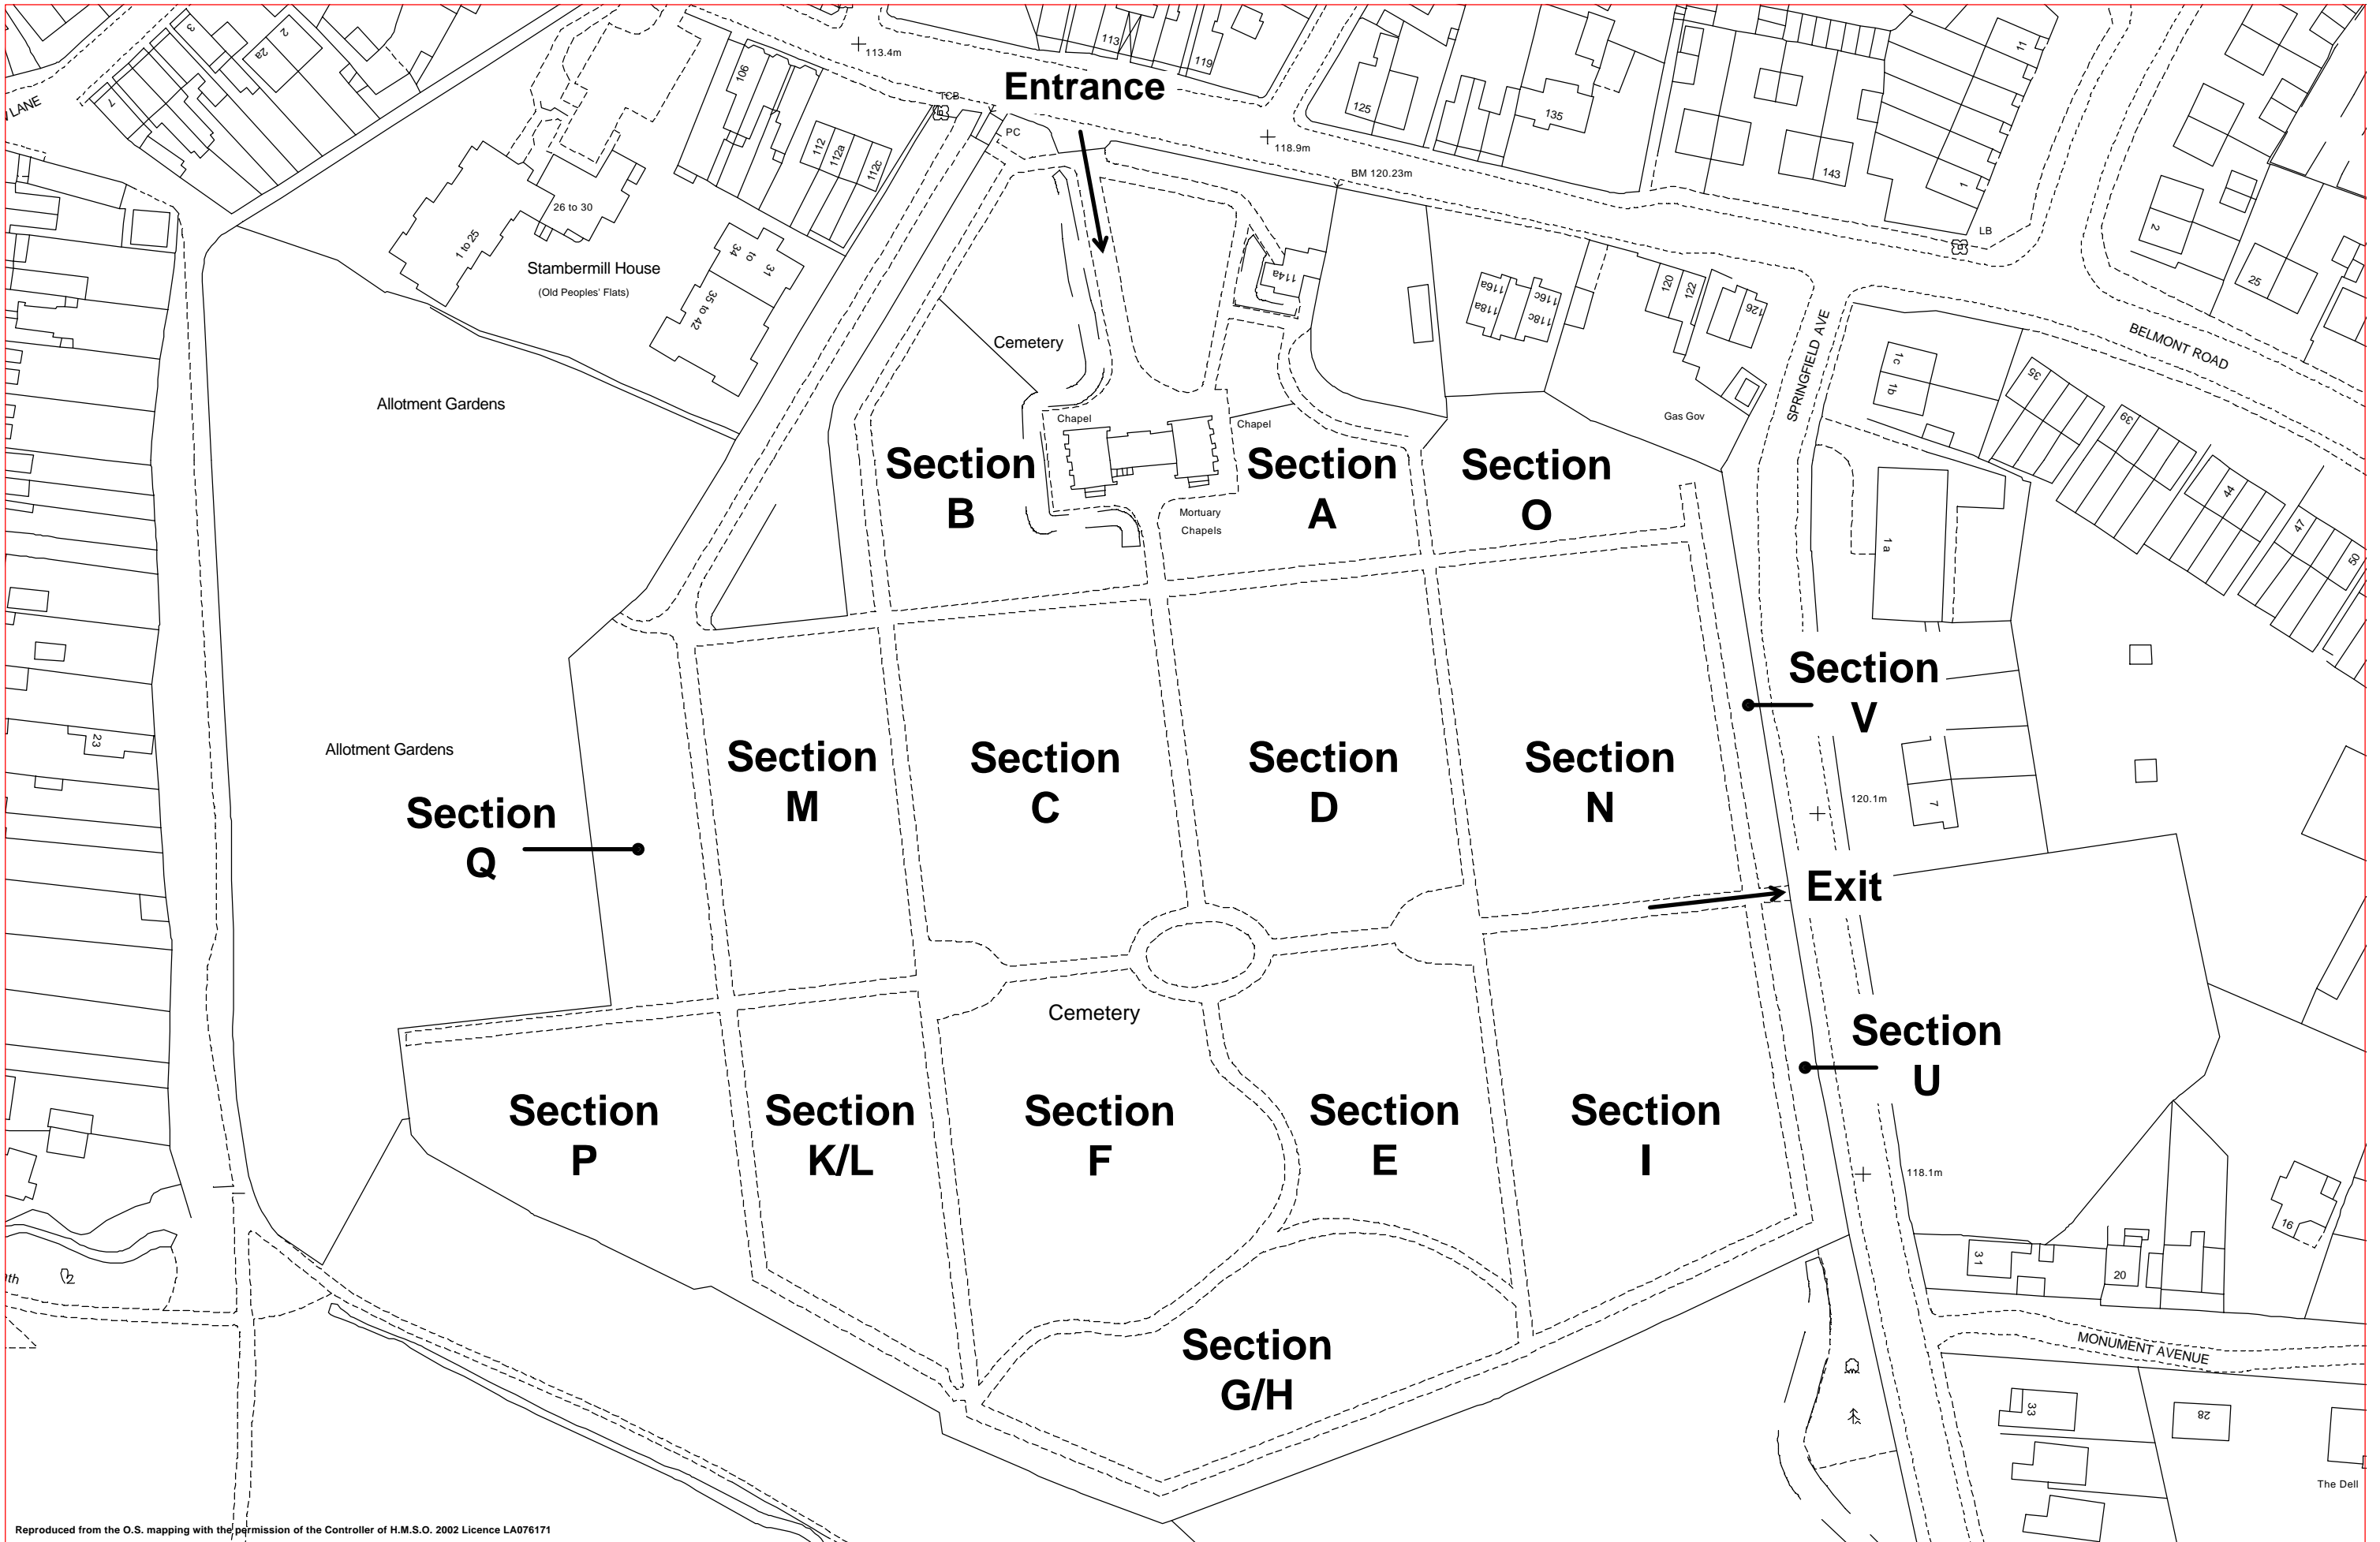 LANE
3
2
2a
7
113.4m
113
119
106
TCB
PC
Entrance
125
135
118.9m
11
1
143
BM 120.23m
LB
2
25
112
112a
112c
1 to 25
26 to 30
31
to
34
35 to 42
Stambermill House
(Old Peoples' Flats)
114a
116a
118a
116c
118c
120
122
126
SPRINGFIELD AVE
BELMONT ROAD
Cemetery
Allotment Gardens
Chapel
Chapel
Gas Gov
1c
1b
35
39
44
47
50
Section
B
Section
A
Section
O
Mortuary
Chapels
1a
Section
V
23
Allotment Gardens
Section
M
Section
C
Section
D
Section
N
Section
Q
120.1m
7
Exit
Cemetery
Section
U
Section
P
Section
K/L
Section
F
Section
E
Section
I
118.1m
16
31
20
MONUMENT AVENUE
Section
G/H
33
28
The Dell
Reproduced from the O.S. mapping with the permission of the Controller of H.M.S.O. 2002 Licence LA076171